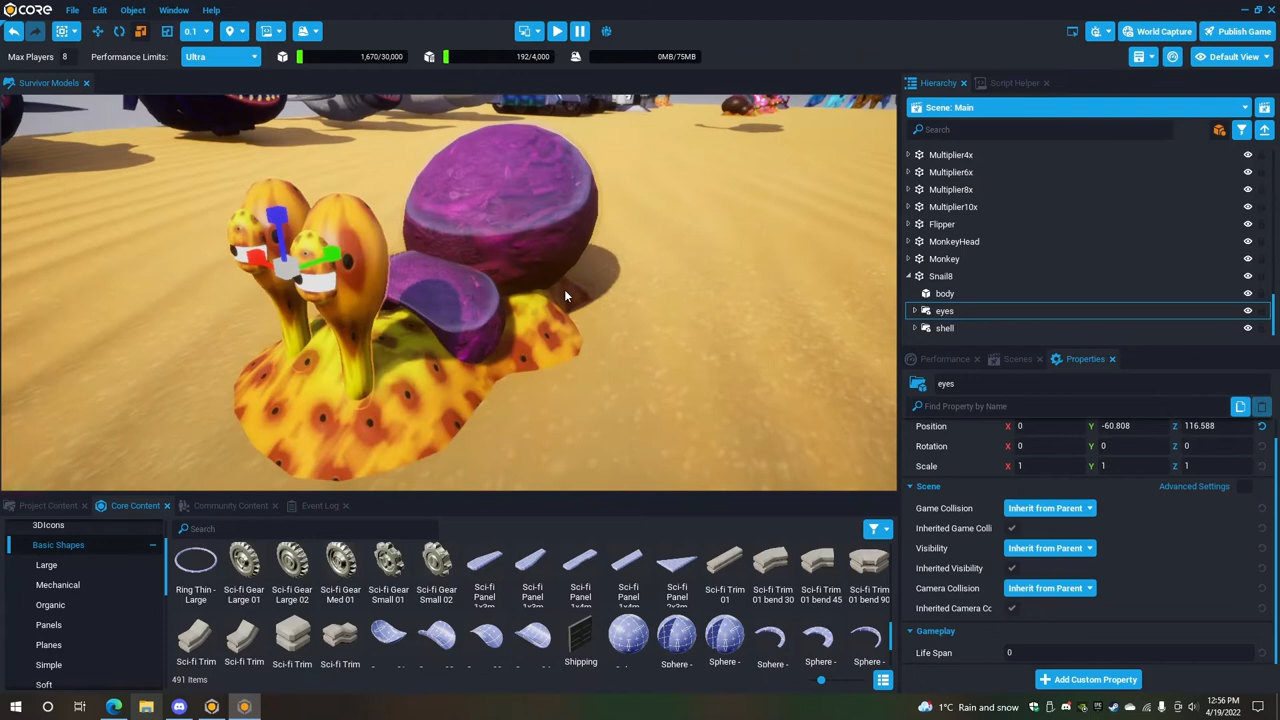 CORE File Edit Object Window Help
0.1 World Capture Publish Game
Max Players 8 Performance Limits: Ultra 1,670/30,000 192/4,000 0MB/75MB Default View
Survivor Models
Hierarchy Script Helper
Scene: Main
Search
Multiplier4x
Multiplier6x
Multiplier8x
Multiplier10x
Flipper
MonkeyHead
Monkey
Snail8
body
eyes
shell
Performance Scenes Properties
eyes
Find Property by Name
Position X 0 Y -60.808 Z 116.588
Rotation X 0 Y 0 Z 0
Scale X 1 Y 1 Z 1
Scene Advanced Settings
Game Collision Inherit from Parent
Inherited Game Colli
Visibility Inherit from Parent
Inherited Visibility
Camera Collision Inherit from Parent
Inherited Camera Cc
Gameplay
Life Span 0
Add Custom Property
Project Content Core Content Community Content Event Log
Search
3DIcons
Basic Shapes
Large
Mechanical
Organic
Panels
Planes
Simple
Soft
Ring Thin - Sci-fi Gear Sci-fi Gear Sci-fi Gear Sci-fi Gear Sci-fi Gear Sci-fi Sci-fi Sci-fi Sci-fi Sci-fi Sci-fi Trim Sci-fi Trim Sci-fi Trim Sci-fi Trim
Large Large 01 Large 02 Med 01 Small 01 Small 02 Panel Panel Panel Panel Panel 01 01 bend 30 01 bend 45 01 bend 90
1x3m 1x4m 2x3m
Sci-fi Trim Sci-fi Trim Sci-fi Trim Sci-fi Trim Shipping Sphere - Sphere - Sphere - Sphere - Sphere -
491 Items
1°C Rain and snow 12:56 PM
4/19/2022